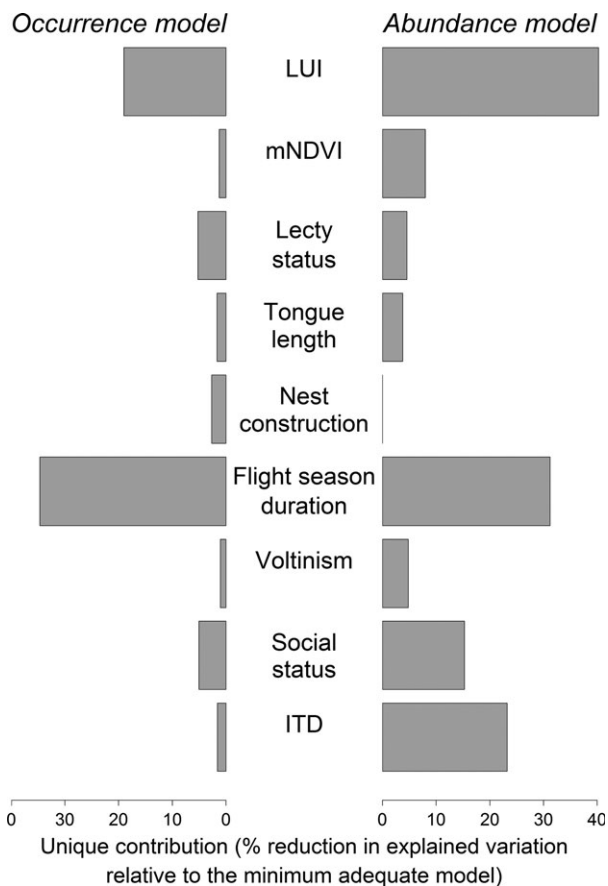 Occurrence model Abundance model
LUI
mNDVI
Lecty
status
Tongue
length
Nest
construction
Flight season
duration
Voltinism
Social
status
ITD
0 30 20 10 0 0 10 20 30 40
Unique contribution (% reduction in explained variation
relative to the minimum adequate model)